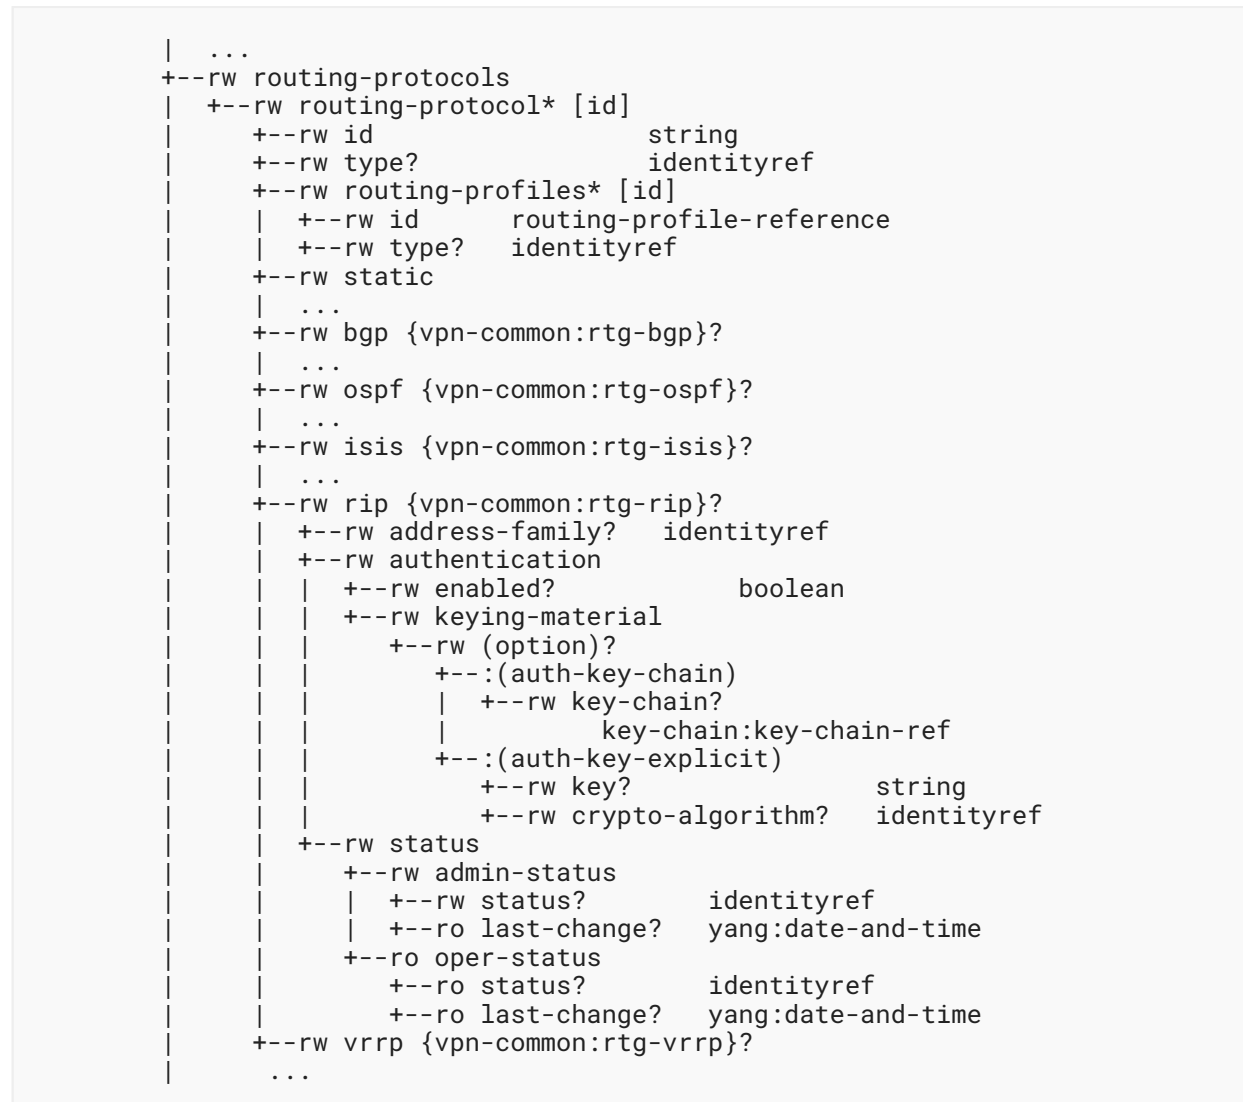 |  ...
+--rw routing-protocols
|  +--rw routing-protocol* [id]
|     +--rw id                  string
|     +--rw type?               identityref
|     +--rw routing-profiles* [id]
|     |  +--rw id      routing-profile-reference
|     |  +--rw type?   identityref
|     +--rw static
|     |  ...
|     +--rw bgp {vpn-common:rtg-bgp}?
|     |  ...
|     +--rw ospf {vpn-common:rtg-ospf}?
|     |  ...
|     +--rw isis {vpn-common:rtg-isis}?
|     |  ...
|     +--rw rip {vpn-common:rtg-rip}?
|     |  +--rw address-family?   identityref
|     |  +--rw authentication
|     |  |  +--rw enabled?            boolean
|     |  |  +--rw keying-material
|     |  |     +--rw (option)?
|     |  |        +--:(auth-key-chain)
|     |  |        |  +--rw key-chain?
|     |  |        |          key-chain:key-chain-ref
|     |  |        +--:(auth-key-explicit)
|     |  |           +--rw key?                string
|     |  |           +--rw crypto-algorithm?   identityref
|     |  +--rw status
|     |     +--rw admin-status
|     |     |  +--rw status?        identityref
|     |     |  +--ro last-change?   yang:date-and-time
|     |     +--ro oper-status
|     |        +--ro status?        identityref
|     |        +--ro last-change?   yang:date-and-time
|     +--rw vrrp {vpn-common:rtg-vrrp}?
|      ...